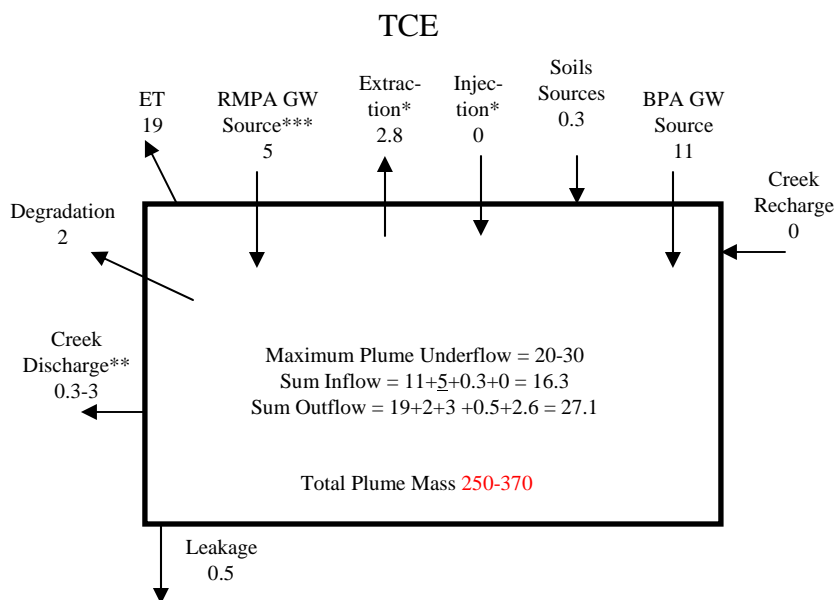 TCE
ET
19
RMPA GW
Source***
5
Extrac-
tion*
2.8
Injec-
tion*
0
Soils
Sources
0.3
BPA GW
Source
11
Creek
Recharge
0
Degradation
2
Creek
Discharge**
0.3-3
Maximum Plume Underflow = 20-30
Sum Inflow = 11+5+0.3+0 = 16.3
Sum Outflow = 19+2+3 +0.5+2.6 = 27.1
Total Plume Mass 250-370
Leakage
0.5